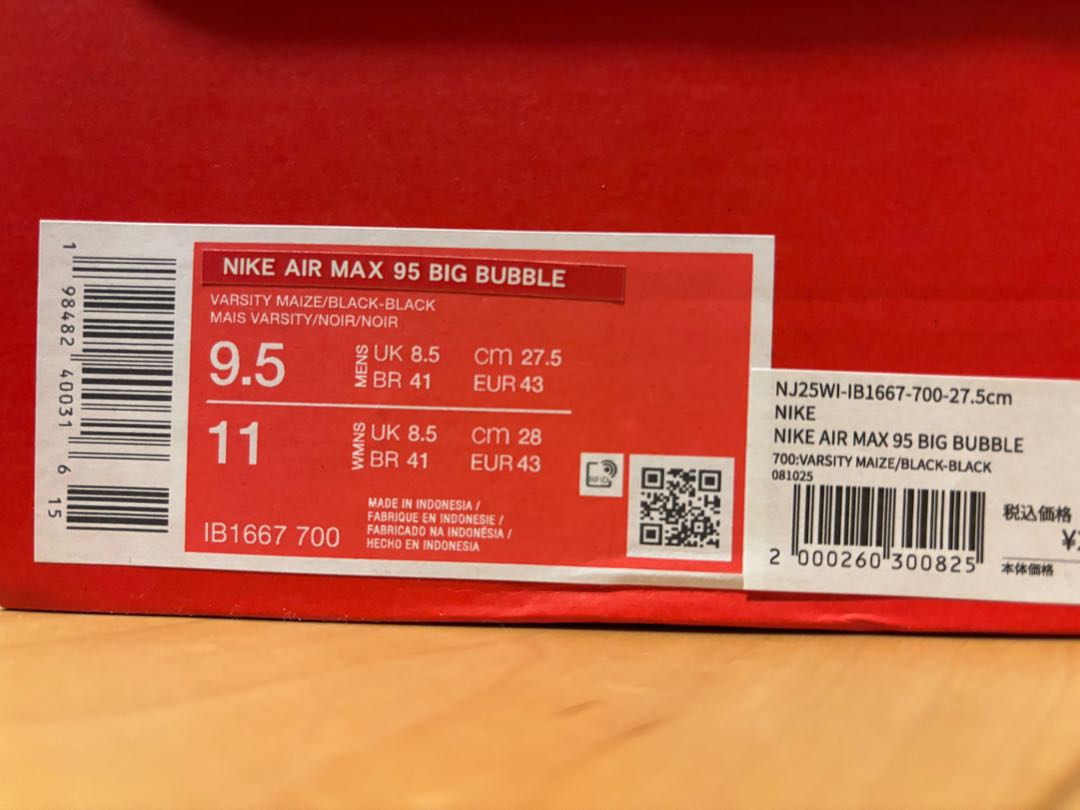 NIKE AIR MAX 95 BIG BUBBLE
VARSITY MAIZE/BLACK-BLACK
MAIS VARSITY/NOIR/NOIR
9.5 MENS UK 8.5 cm 27.5
BR 41 EUR 43
11 WMNS UK 8.5 cm 28
BR 41 EUR 43
IB1667 700
MADE IN INDONESIA /
FABRIQUE EN INDONESIE /
FABRICADO NA INDONÉSIA /
HECHO EN INDONESIA
1 98482 40031 6 15
NJ25WI-IB1667-700-27.5cm
NIKE
NIKE AIR MAX 95 BIG BUBBLE
700:VARSITY MAIZE/BLACK-BLACK
081025
2 000260 300825
税込価格
¥
本体価格